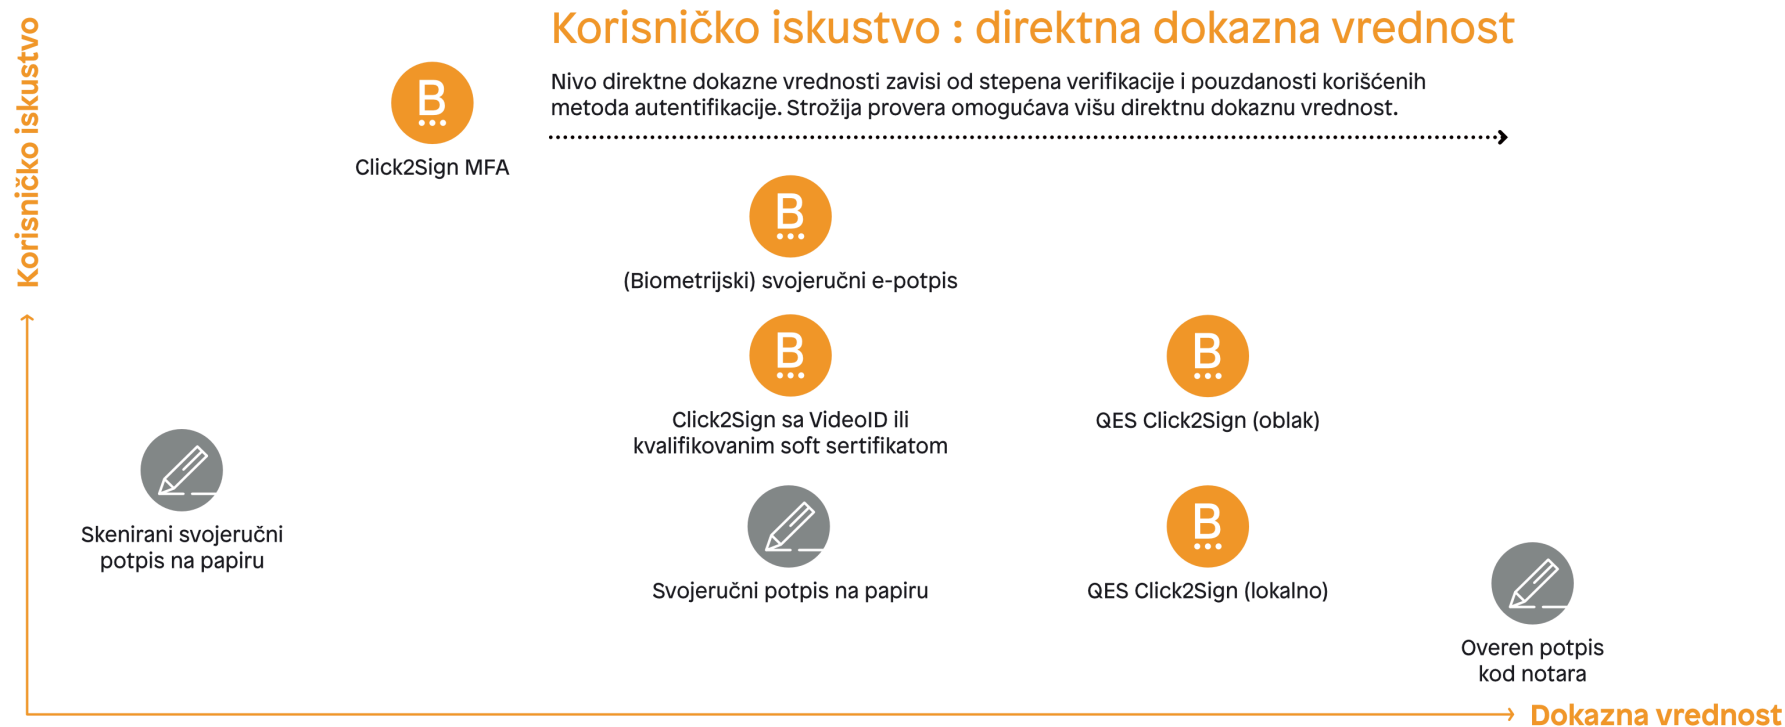 Korisničko iskustvo : direktna dokazna vrednost
Nivo direktne dokazne vrednosti zavisi od stepena verifikacije i pouzdanosti korišćenih
metoda autentifikacije. Strožija provera omogućava višu direktnu dokaznu vrednost.
Korisničko iskustvo
B
Click2Sign MFA
B
(Biometrijski) svojeručni e-potpis
B
Click2Sign sa VideoID ili
kvalifikovanim soft sertifikatom
B
QES Click2Sign (oblak)
Skenirani svojeručni
potpis na papiru
Svojeručni potpis na papiru
B
QES Click2Sign (lokalno)
Overen potpis
kod notara
Dokazna vrednost